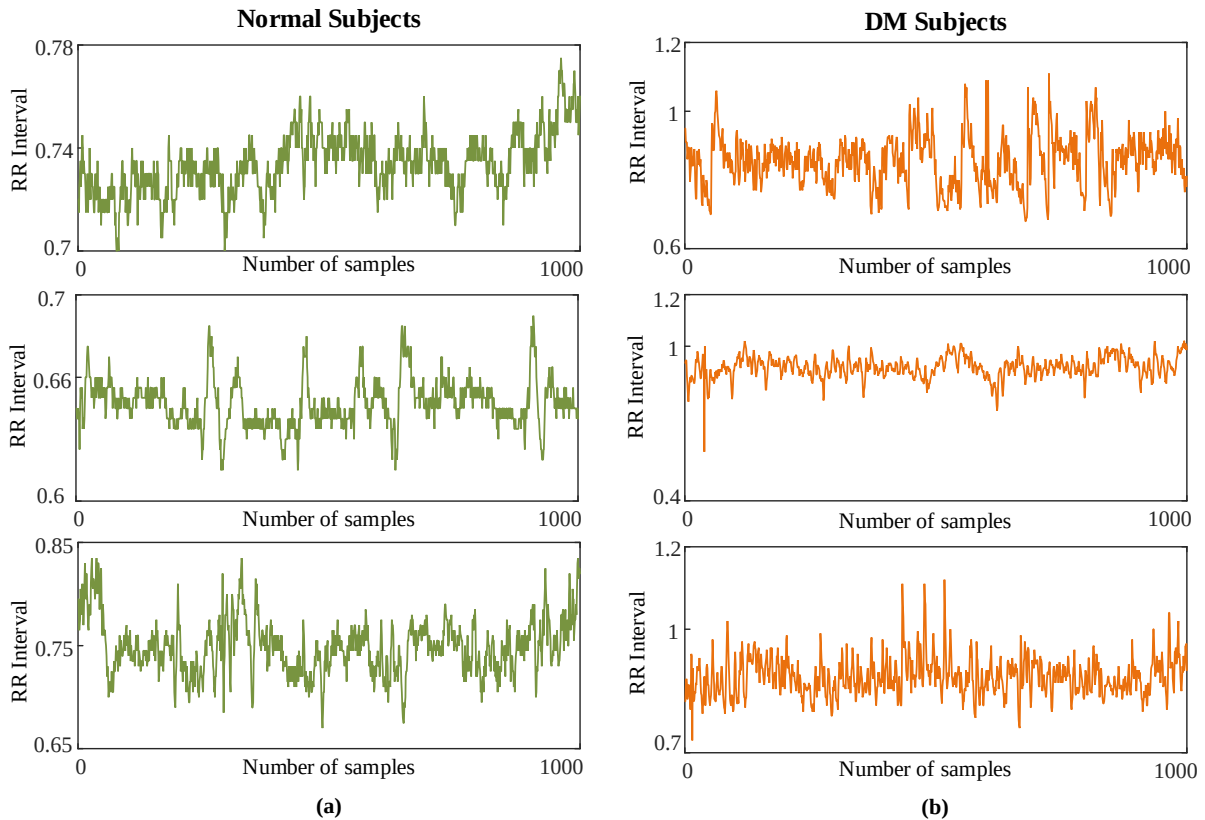 Normal Subjects
0.78
0.74
0.7
RR Interval
0
Number of samples
1000
0.7
0.66
0.6
RR Interval
0
Number of samples
1000
0.85
0.75
0.65
RR Interval
0
Number of samples
1000
(a)
DM Subjects
1.2
1
0.6
RR Interval
0
Number of samples
1000
1.2
1
0.4
RR Interval
0
Number of samples
1000
1.2
1
0.7
RR Interval
0
Number of samples
1000
(b)